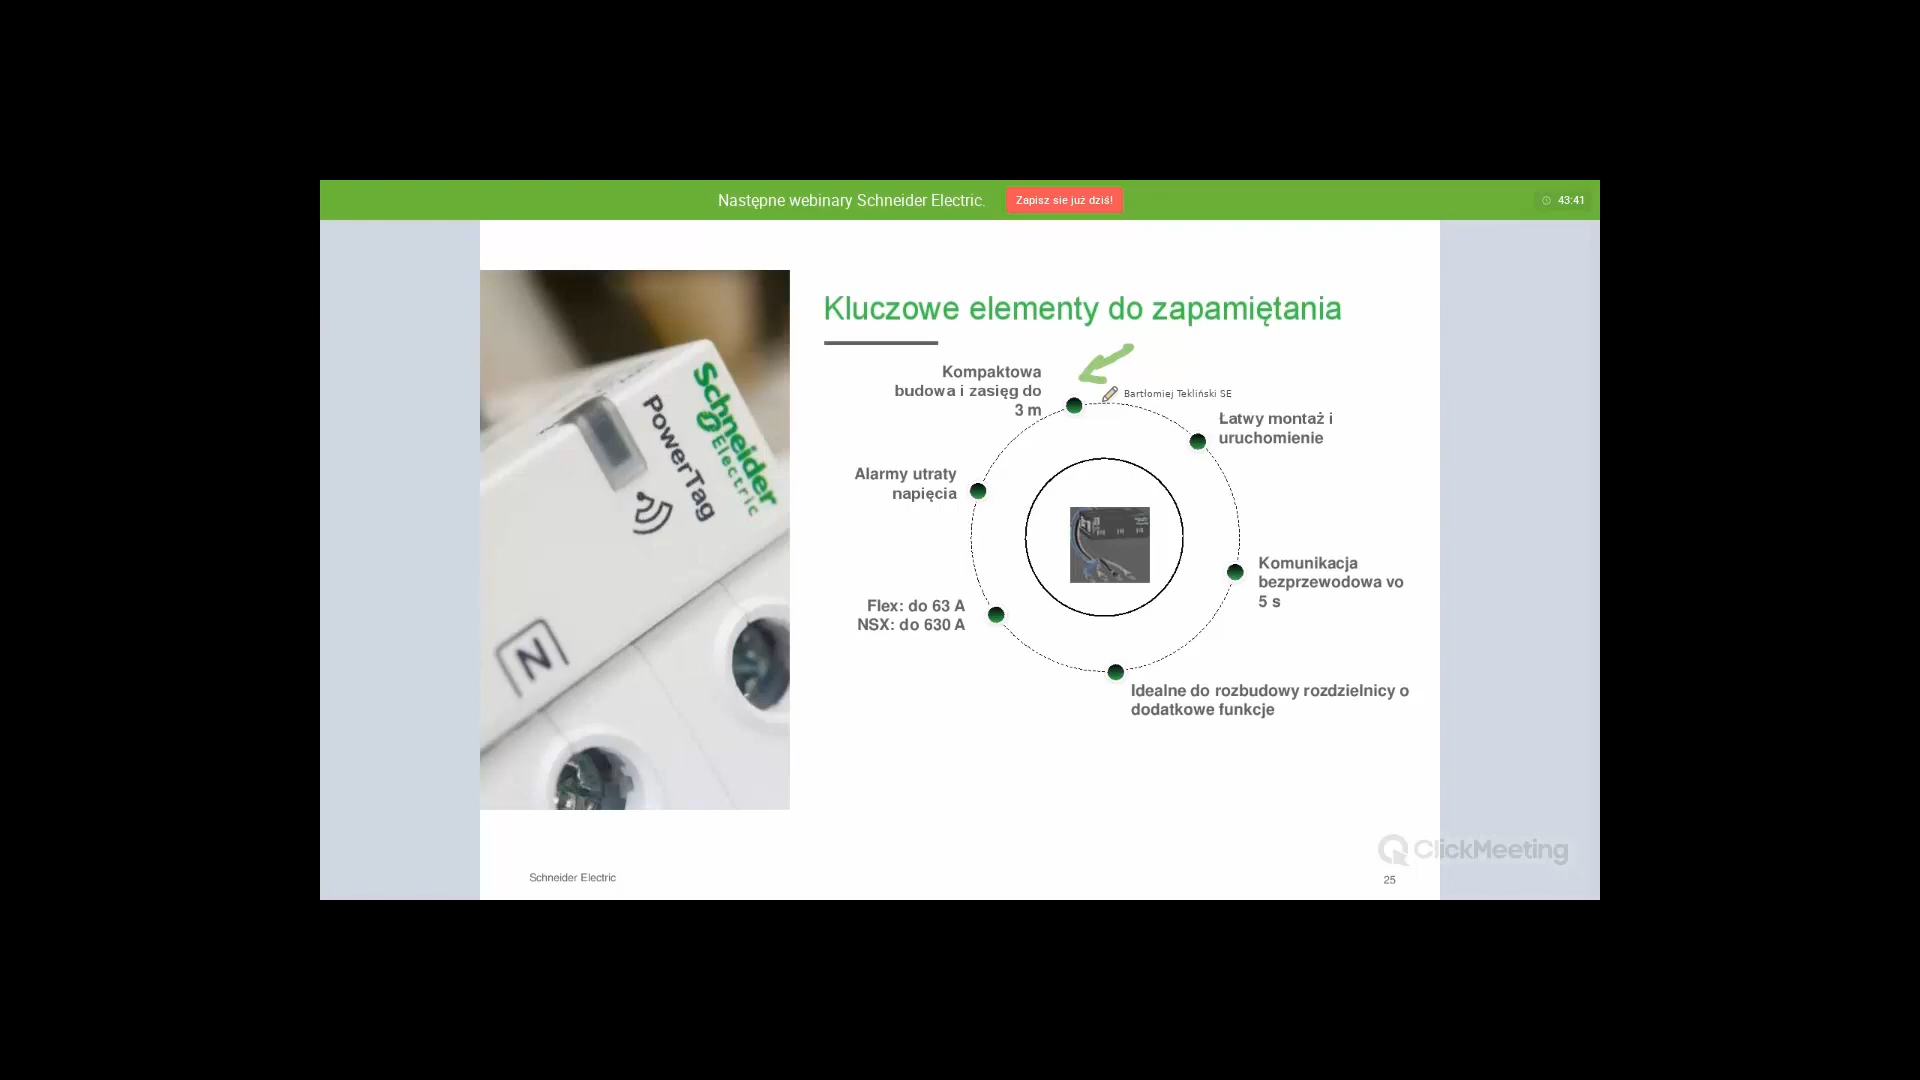 Następne webinary Schneider Electric.
Zapisz sie już dziś!
43:41
Kluczowe elementy do zapamiętania
Kompaktowa
budowa i zasięg do
3 m
Bartłomiej Tekliński SE
Łatwy montaż i
uruchomienie
Alarmy utraty
napięcia
Komunikacja
bezprzewodowa vo
5 s
Flex: do 63 A
NSX: do 630 A
Idealne do rozbudowy rozdzielnicy o
dodatkowe funkcje
Schneider
Electric
PowerTag
N
ClickMeeting
Schneider Electric
25